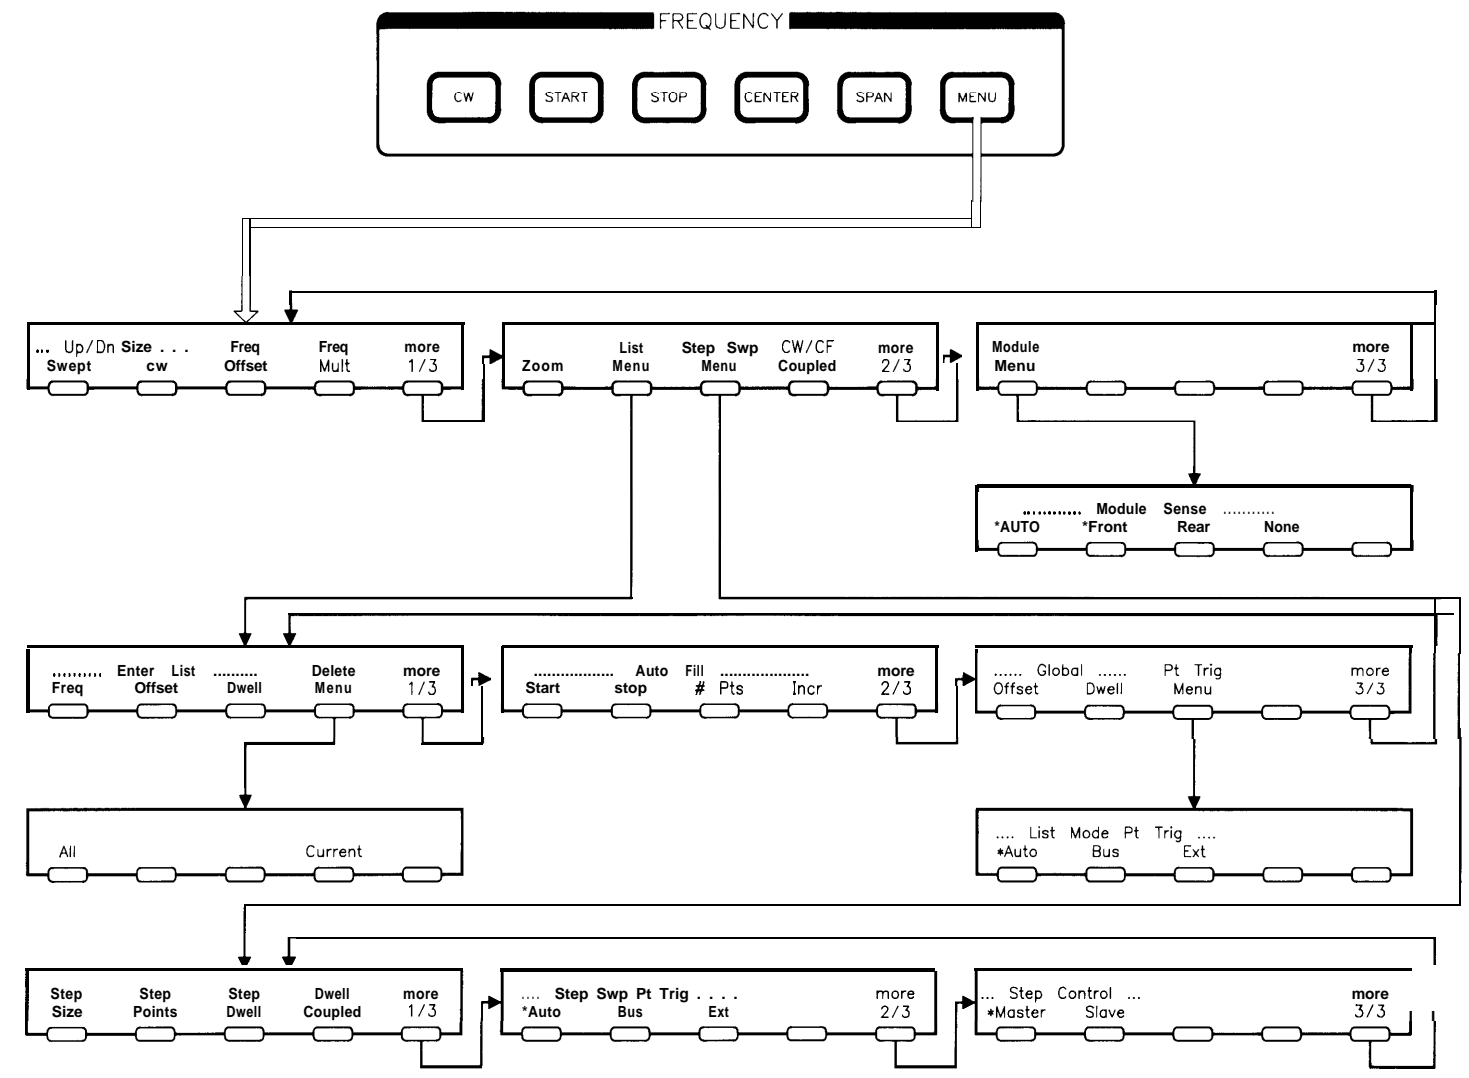 FREQUENCY
CW START STOP CENTER SPAN MENU
... Up/Dn Size . . . Freq Freq more
Swept cw Offset Mult 1/3
List Step Swp CW/CF more
Zoom Menu Menu Coupled 2/3
Module more
Menu 3/3
............ Module Sense ...........
*AUTO *Front Rear None
.......... Enter List .......... Delete more
Freq Offset Dwell Menu 1/3
.................. Auto Fill .................... more
Start stop # Pts Incr 2/3
...... Global ...... Pt Trig more
Offset Dwell Menu 3/3
All Current
.... List Mode Pt Trig ....
*Auto Bus Ext
Step Step Step Dwell more
Size Points Dwell Coupled 1/3
.... Step Swp Pt Trig . . . . more
*Auto Bus Ext 2/3
... Step Control ... more
*Master Slave 3/3